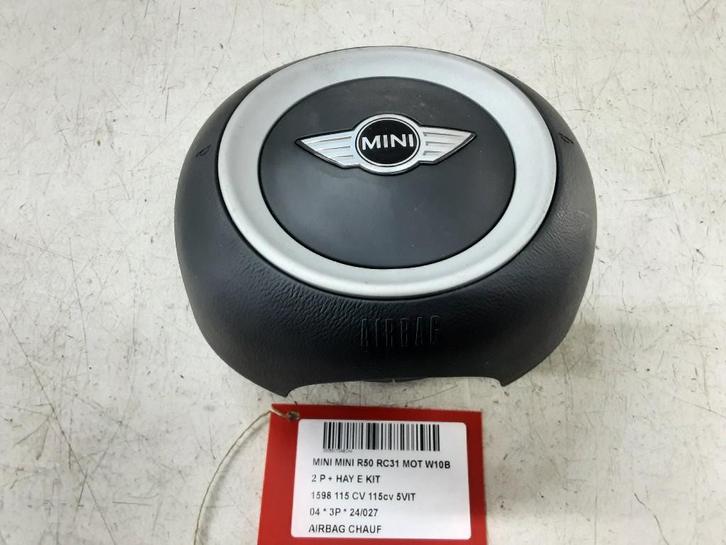 MINI
AIRBAG
MINI MINI R50 RC31 MOT W10B
2 P + HAY E KIT
1598 115 CV 115cv 5VIT
04 * 3P * 24/027
AIRBAG CHAUF